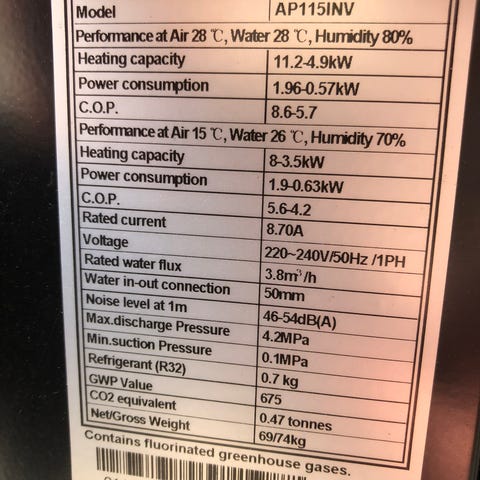 Model AP115INV
Performance at Air 28 ℃, Water 28 ℃, Humidity 80%
Heating capacity 11.2-4.9kW
Power consumption 1.96-0.57kW
C.O.P. 8.6-5.7
Performance at Air 15 ℃, Water 26 ℃, Humidity 70%
Heating capacity 8-3.5kW
Power consumption 1.9-0.63kW
C.O.P. 5.6-4.2
Rated current 8.70A
Voltage 220~240V/50Hz /1PH
Rated water flux 3.8m³/h
Water in-out connection 50mm
Noise level at 1m 46-54dB(A)
Max.discharge Pressure 4.2MPa
Min.suction Pressure 0.1MPa
Refrigerant (R32) 0.7 kg
GWP Value 675
CO2 equivalent 0.47 tonnes
Net/Gross Weight 69/74kg
Contains fluorinated greenhouse gases.